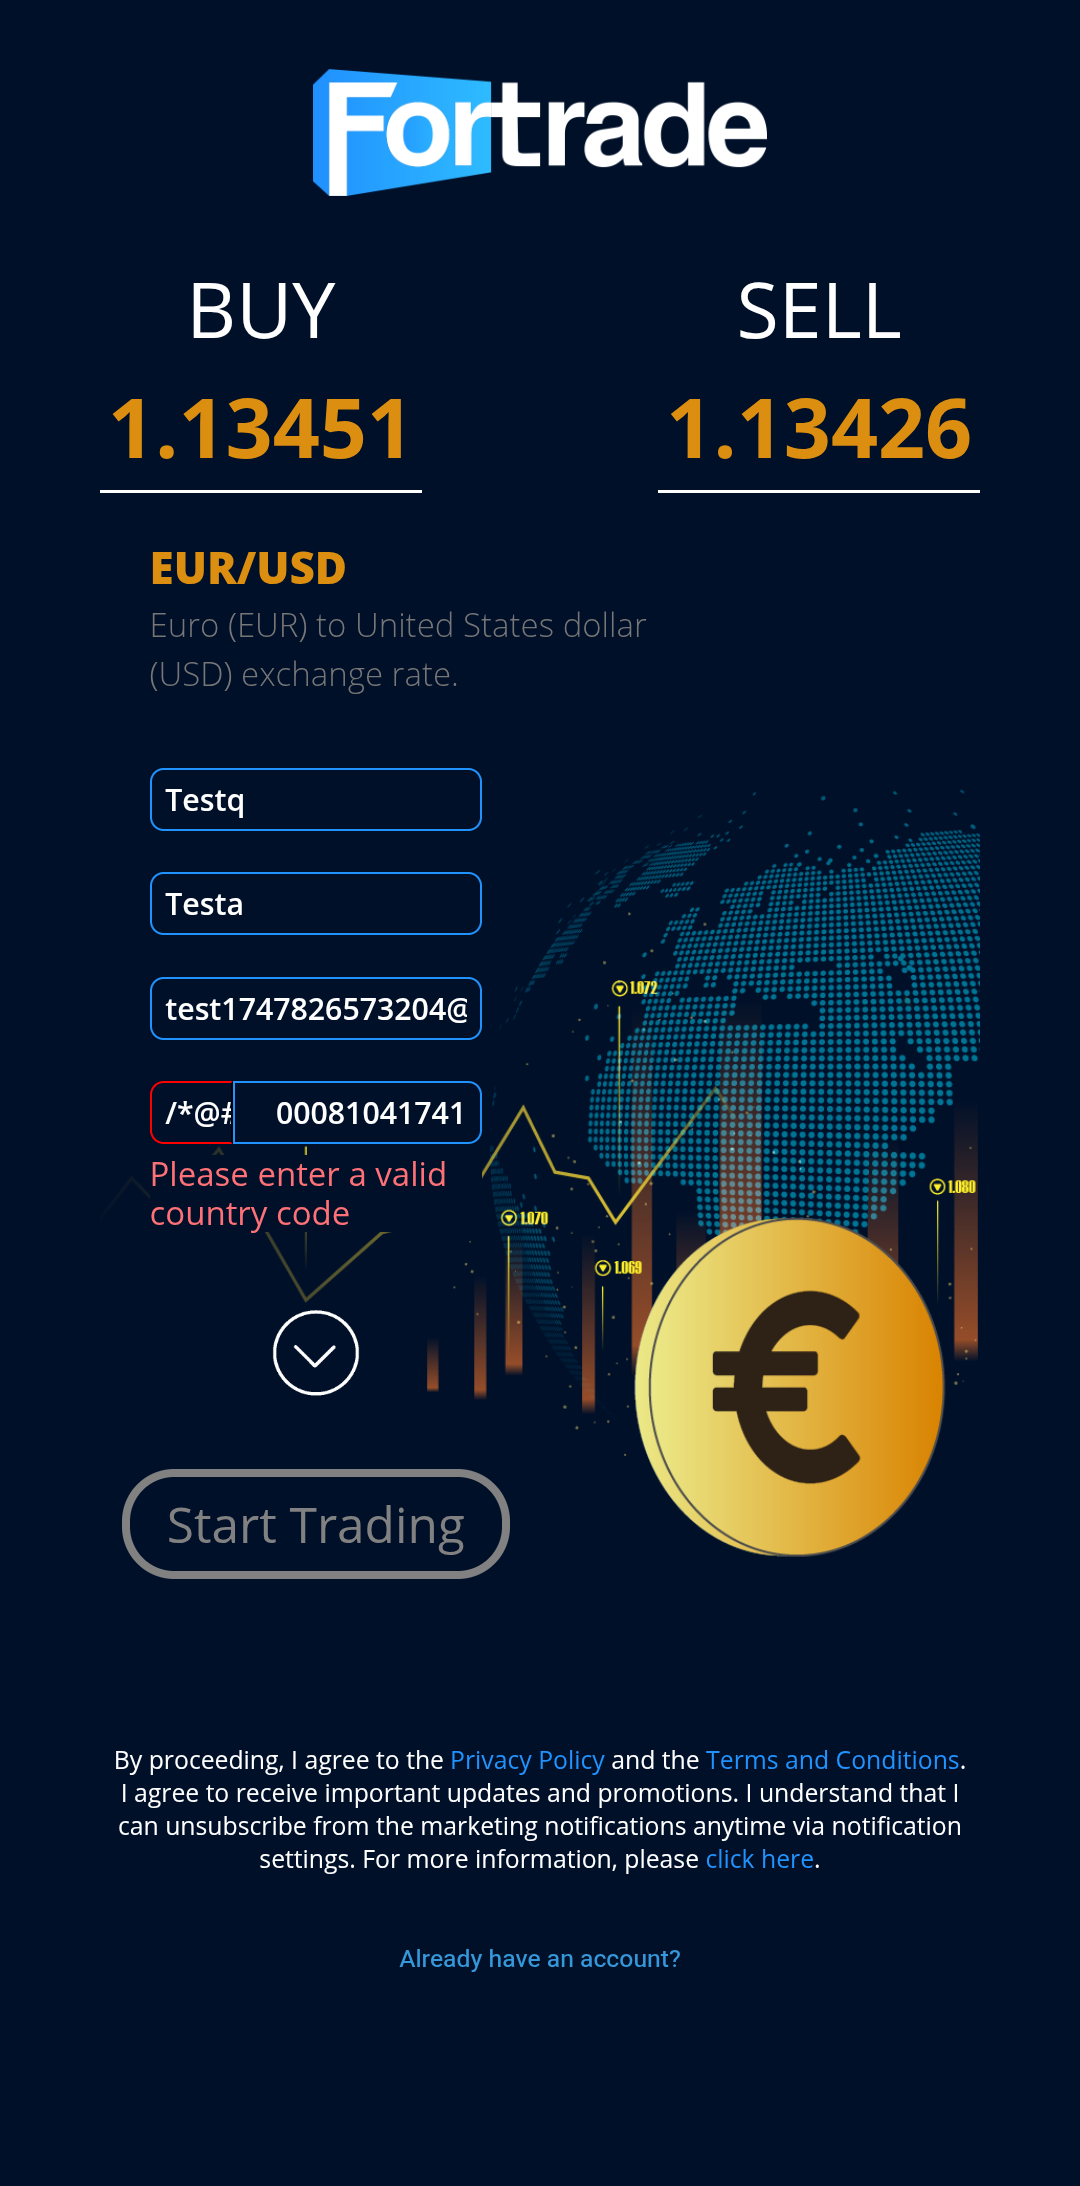 Fortrade
BUY
SELL
1.13451
1.13426
EUR/USD
Euro (EUR) to United States dollar
(USD) exchange rate.
Testq
Testa
test1747826573204@
/*@#
00081041741
Please enter a valid
country code
1.072
1.080
1.070
1.069
€
Start Trading
By proceeding, I agree to the Privacy Policy and the Terms and Conditions.
I agree to receive important updates and promotions. I understand that I
can unsubscribe from the marketing notifications anytime via notification
settings. For more information, please click here.
Already have an account?